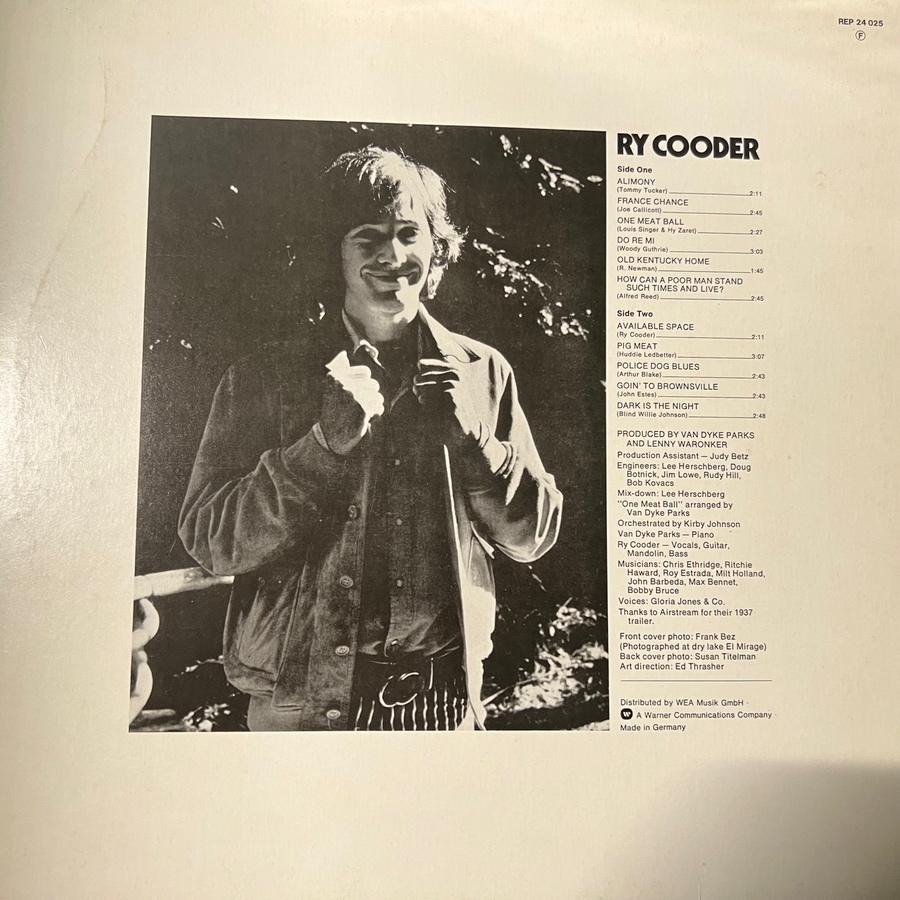 REP 24 025
Ⓕ
RY COODER
Side One
ALIMONY
(Tommy Tucker) 2:11
FRANCE CHANCE
(Joe Callicott) 2:45
ONE MEAT BALL
(Louis Singer & Hy Zaret) 2:27
DO RE MI
(Woody Guthrie) 3:03
OLD KENTUCKY HOME
(R. Newman) 1:45
HOW CAN A POOR MAN STAND
SUCH TIMES AND LIVE?
(Alfred Reed) 2:45
Side Two
AVAILABLE SPACE
(Ry Cooder) 2:11
PIG MEAT
(Huddie Ledbetter) 3:07
POLICE DOG BLUES
(Arthur Blake) 2:43
GOIN' TO BROWNSVILLE
(John Estes) 2:43
DARK IS THE NIGHT
(Blind Willie Johnson) 2:48
PRODUCED BY VAN DYKE PARKS
AND LENNY WARONKER
Production Assistant — Judy Betz
Engineers: Lee Herschberg, Doug
Botnick, Jim Lowe, Rudy Hill,
Bob Kovacs
Mix-down: Lee Herschberg
"One Meat Ball" arranged by
Van Dyke Parks
Orchestrated by Kirby Johnson
Van Dyke Parks — Piano
Ry Cooder — Vocals, Guitar,
Mandolin, Bass
Musicians: Chris Ethridge, Ritchie
Haward, Roy Estrada, Milt Holland,
John Barbeda, Max Bennet,
Bobby Bruce
Voices: Gloria Jones & Co.
Thanks to Airstream for their 1937
trailer.
Front cover photo: Frank Bez
(Photographed at dry lake El Mirage)
Back cover photo: Susan Titelman
Art direction: Ed Thrasher
Distributed by WEA Musik GmbH ·
W A Warner Communications Company ·
Made in Germany